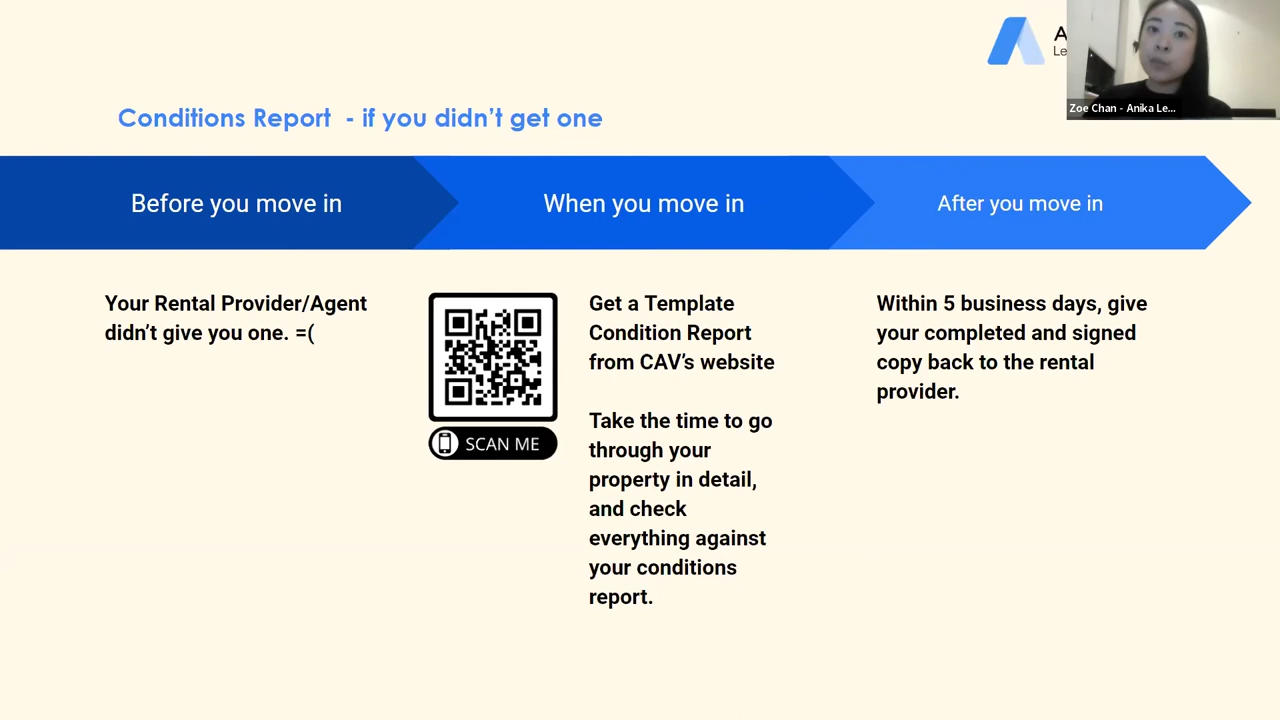 A
Le
Zoe Chan - Anika Le...
Conditions Report - if you didn't get one
Before you move in
When you move in
After you move in
Your Rental Provider/Agent
didn't give you one. =(
SCAN ME
Get a Template
Condition Report
from CAV's website
Take the time to go
through your
property in detail,
and check
everything against
your conditions
report.
Within 5 business days, give
your completed and signed
copy back to the rental
provider.